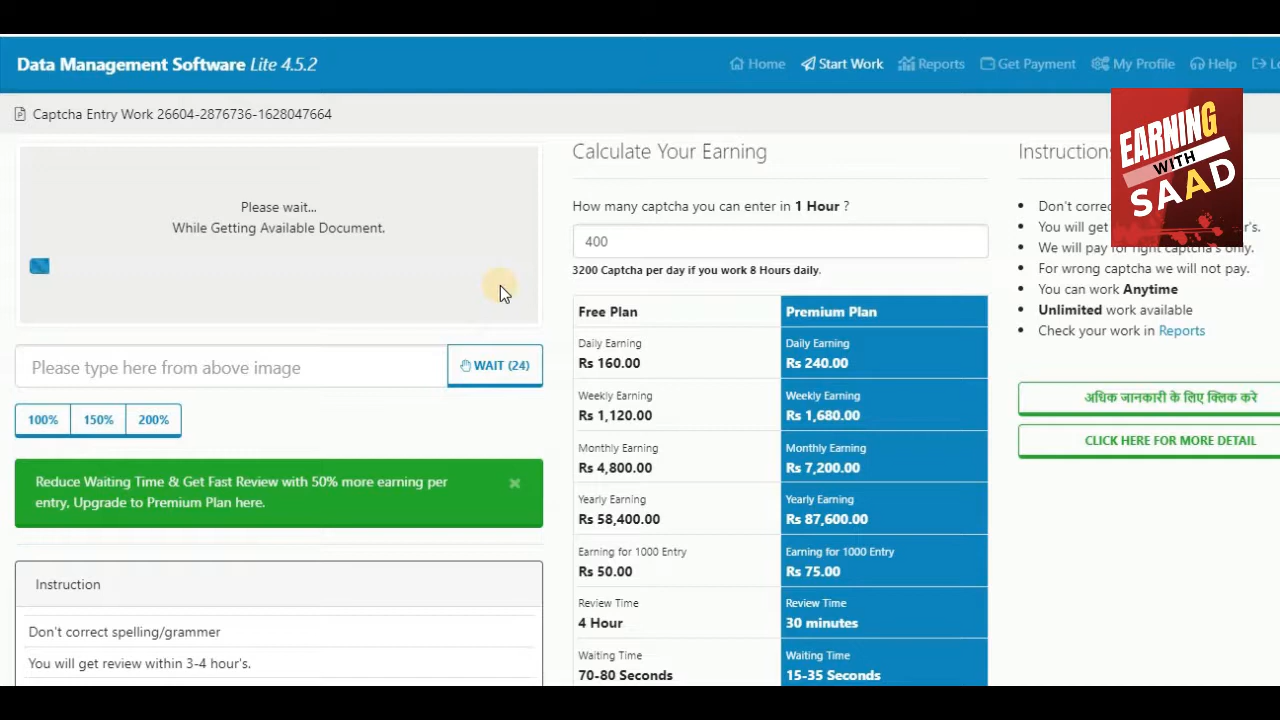 Data Management Software Lite 4.5.2
Home Start Work Reports Get Payment My Profile Help
Captcha Entry Work 26604-2876736-1628047664
EARNING
WITH
SAAD
Please wait...
While Getting Available Document.
Please type here from above image
WAIT (24)
100% 150% 200%
Reduce Waiting Time & Get Fast Review with 50% more earning per
entry, Upgrade to Premium Plan here.
Instruction
Don't correct spelling/grammer
You will get review within 3-4 hour's.
Calculate Your Earning
How many captcha you can enter in 1 Hour ?
400
3200 Captcha per day if you work 8 Hours daily.
Free Plan Premium Plan
Daily Earning Daily Earning
Rs 160.00 Rs 240.00
Weekly Earning Weekly Earning
Rs 1,120.00 Rs 1,680.00
Monthly Earning Monthly Earning
Rs 4,800.00 Rs 7,200.00
Yearly Earning Yearly Earning
Rs 58,400.00 Rs 87,600.00
Earning for 1000 Entry Earning for 1000 Entry
Rs 50.00 Rs 75.00
Review Time Review Time
4 Hour 30 minutes
Waiting Time Waiting Time
70-80 Seconds 15-35 Seconds
Instructions
Don't correc
You will get r's.
We will pay for right captcha's only.
For wrong captcha we will not pay.
You can work Anytime
Unlimited work available
Check your work in Reports
अधिक जानकारी के लिए क्लिक करे
CLICK HERE FOR MORE DETAIL